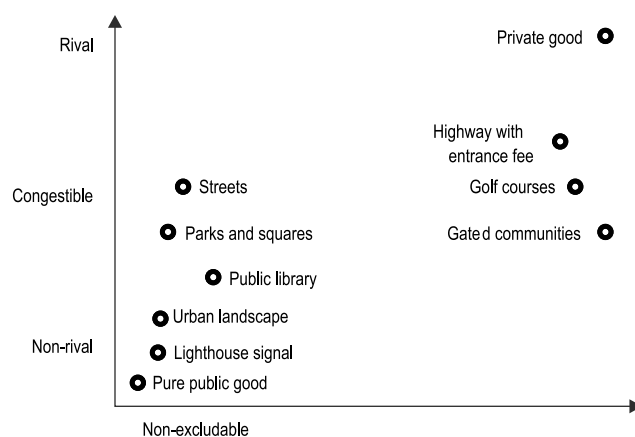 Rival
Private good
Highway with
entrance fee
Congestible
Streets
Golf courses
Parks and squares
Gated communities
Public library
Urban landscape
Non-rival
Lighthouse signal
Pure public good
Non-excludable